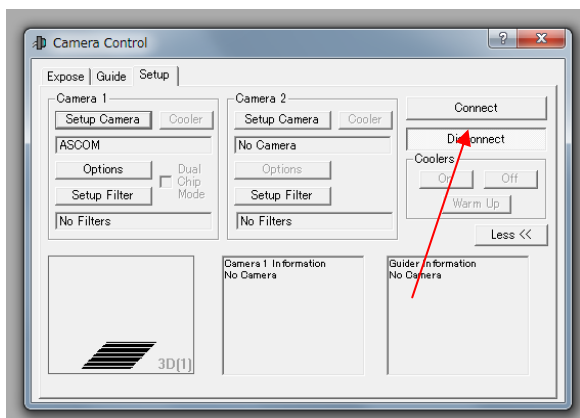 Camera Control
Expose Guide Setup
Camera 1
Setup Camera Cooler
ASCOM
Options Dual Chip Mode
Setup Filter
No Filters
Camera 2
Setup Camera Cooler
No Camera
Options
Setup Filter
No Filters
Connect
Disconnect
Coolers
On Off
Warm Up
Less <<
3D(1)
Camera 1 Information
No Camera
Guider Information
No Camera